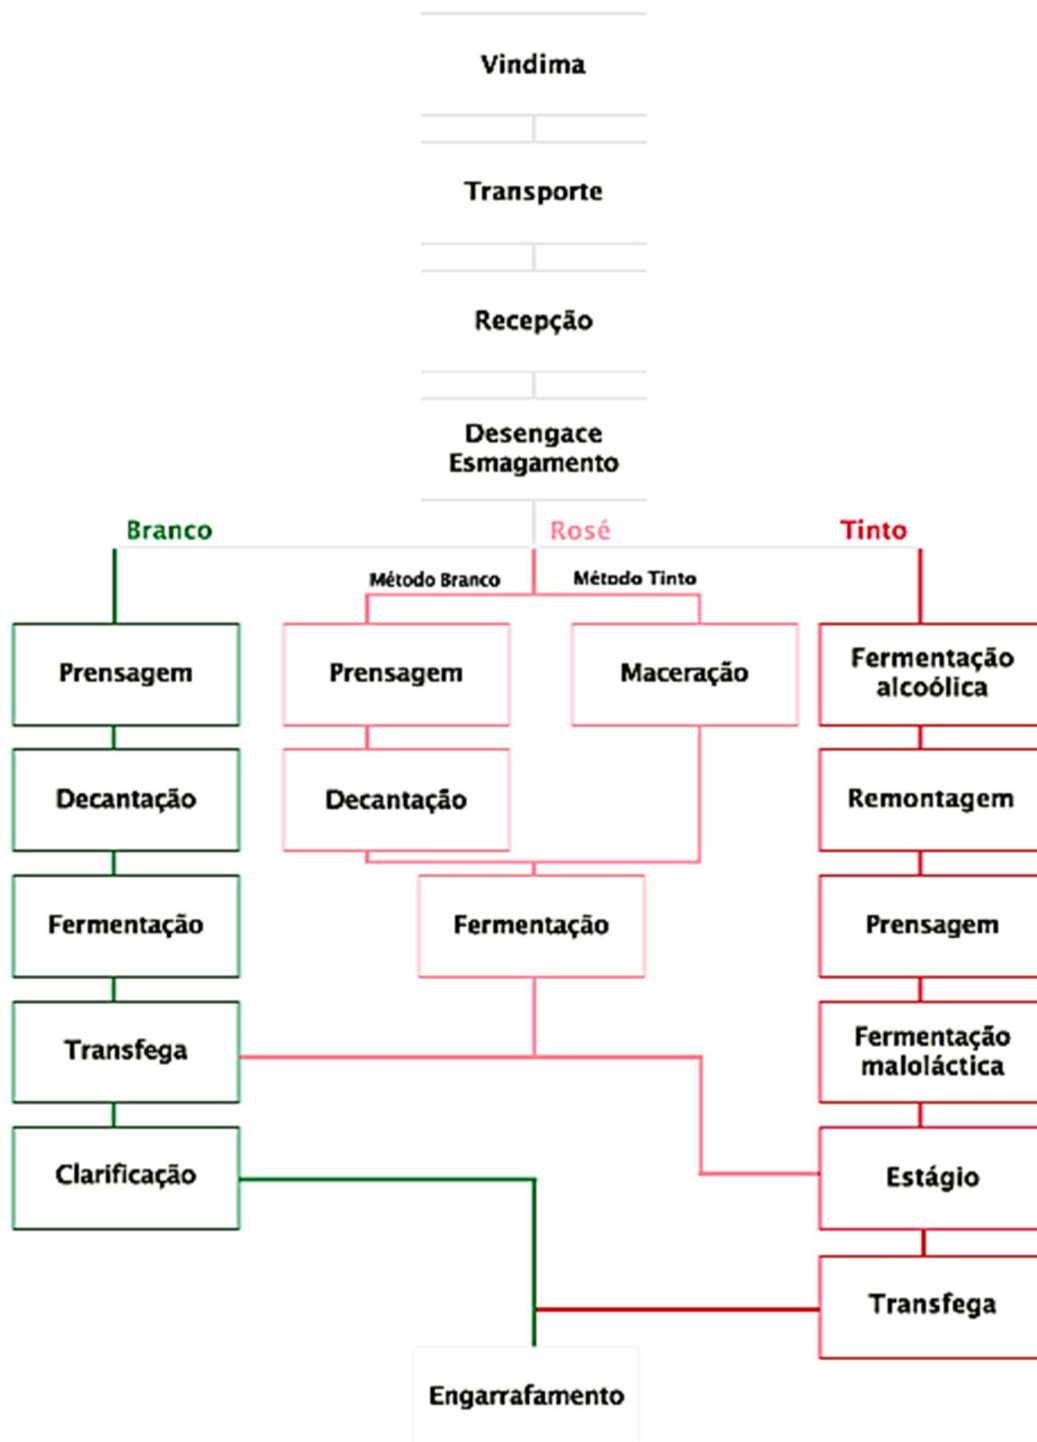 Vindima
Transporte
Recepção
Desengace
Esmagamento
Branco
Rosé
Tinto
Método Branco
Método Tinto
Prensagem
Prensagem
Maceração
Fermentação
alcoólica
Decantação
Decantação
Remontagem
Fermentação
Fermentação
Prensagem
Transfega
Fermentação
maloláctica
Clarificação
Estágio
Transfega
Engarrafamento